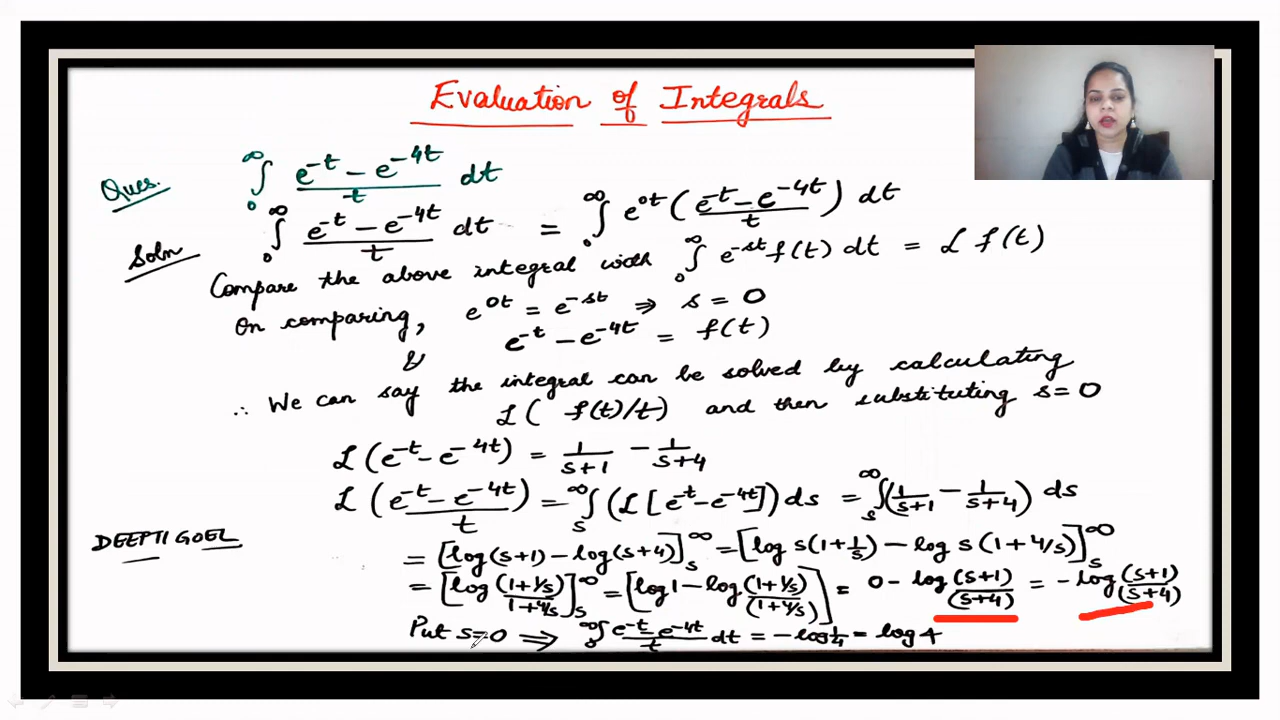 Evaluation of Integrals
Ques. ∫₀^∞ (e^-t - e^-4t)/t dt
Soln ∫₀^∞ (e^-t - e^-4t)/t dt = ∫₀^∞ e^0t ((e^-t - e^-4t)/t) dt
Compare the above integral with ∫₀^∞ e^-st f(t) dt = ℒ f(t)
On comparing, e^0t = e^-st ⇒ s = 0
& e^-t - e^-4t = f(t)
∴ We can say the integral can be solved by calculating
ℒ( f(t)/t) and then substituting s=0
ℒ(e^-t - e^-4t) = 1/(s+1) - 1/(s+4)
ℒ((e^-t - e^-4t)/t) = ∫ₛ^∞ (ℒ[e^-t - e^-4t]) ds = ∫ₛ^∞ (1/(s+1) - 1/(s+4)) ds
DEEPTI GOEL
= [log(s+1) - log(s+4)]ₛ^∞ = [log s(1+1/s) - log s(1+4/s)]ₛ^∞
= [log (1+1/s)/(1+4/s)]ₛ^∞ = [log 1 - log (1+1/s)/(1+4/s)] = 0 - log (s+1)/(s+4) = - log (s+1)/(s+4)
Put s=0 ⇒ ∫₀^∞ (e^-t - e^-4t)/t dt = - log 1/4 = log 4